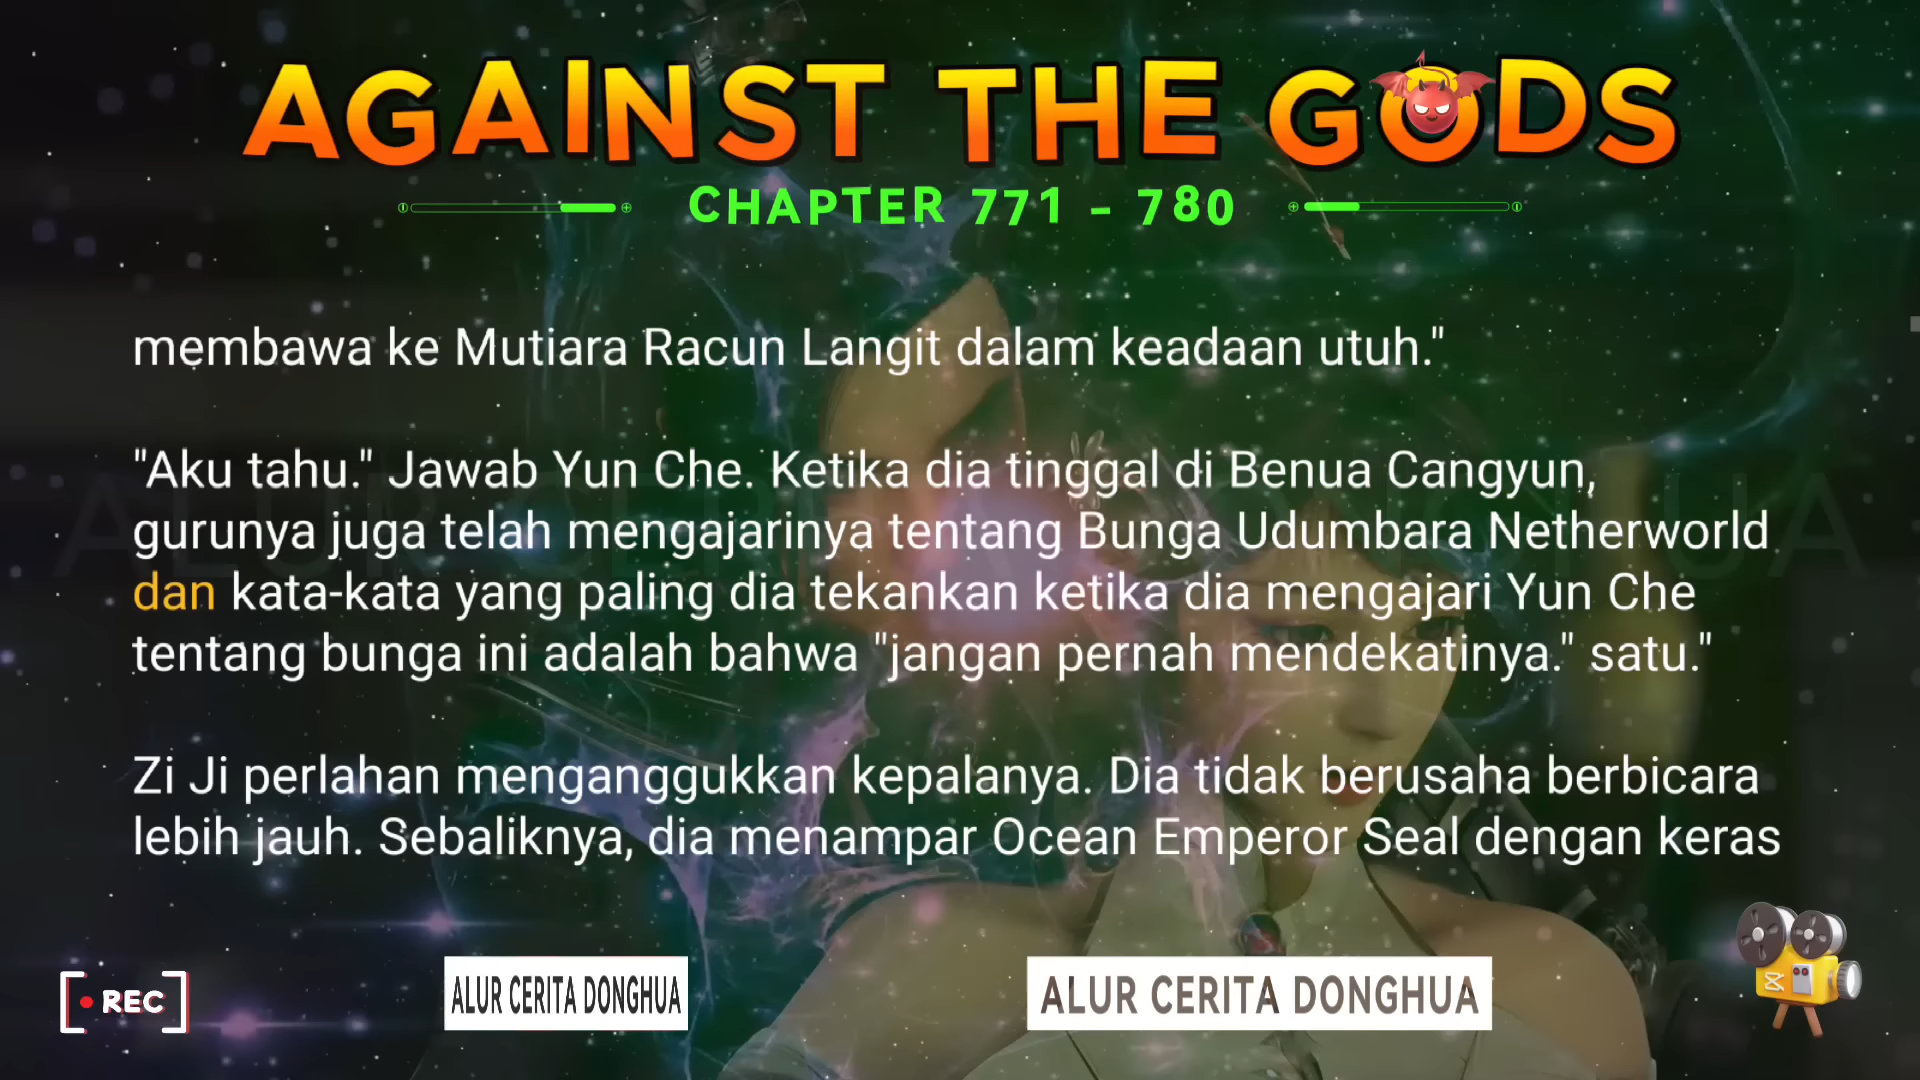 AGAINST THE GODS
CHAPTER 771 - 780
membawa ke Mutiara Racun Langit dalam keadaan utuh."
"Aku tahu." Jawab Yun Che. Ketika dia tinggal di Benua Cangyun,
gurunya juga telah mengajarinya tentang Bunga Udumbara Netherworld
dan kata-kata yang paling dia tekankan ketika dia mengajari Yun Che
tentang bunga ini adalah bahwa "jangan pernah mendekatinya." satu."
Zi Ji perlahan menganggukkan kepalanya. Dia tidak berusaha berbicara
lebih jauh. Sebaliknya, dia menampar Ocean Emperor Seal dengan keras
REC
ALUR CERITA DONGHUA
ALUR CERITA DONGHUA